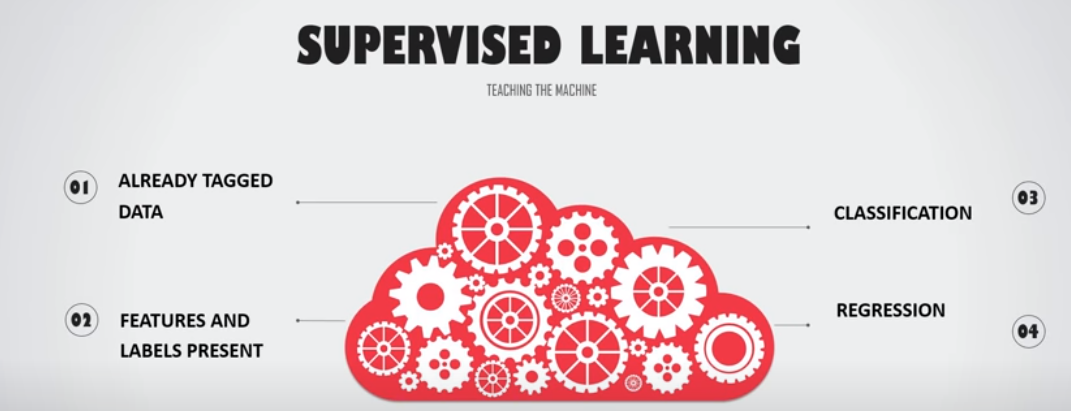 SUPERVISED LEARNING
TEACHING THE MACHINE
01
ALREADY TAGGED
DATA
02
FEATURES AND
LABELS PRESENT
03
CLASSIFICATION
REGRESSION
04